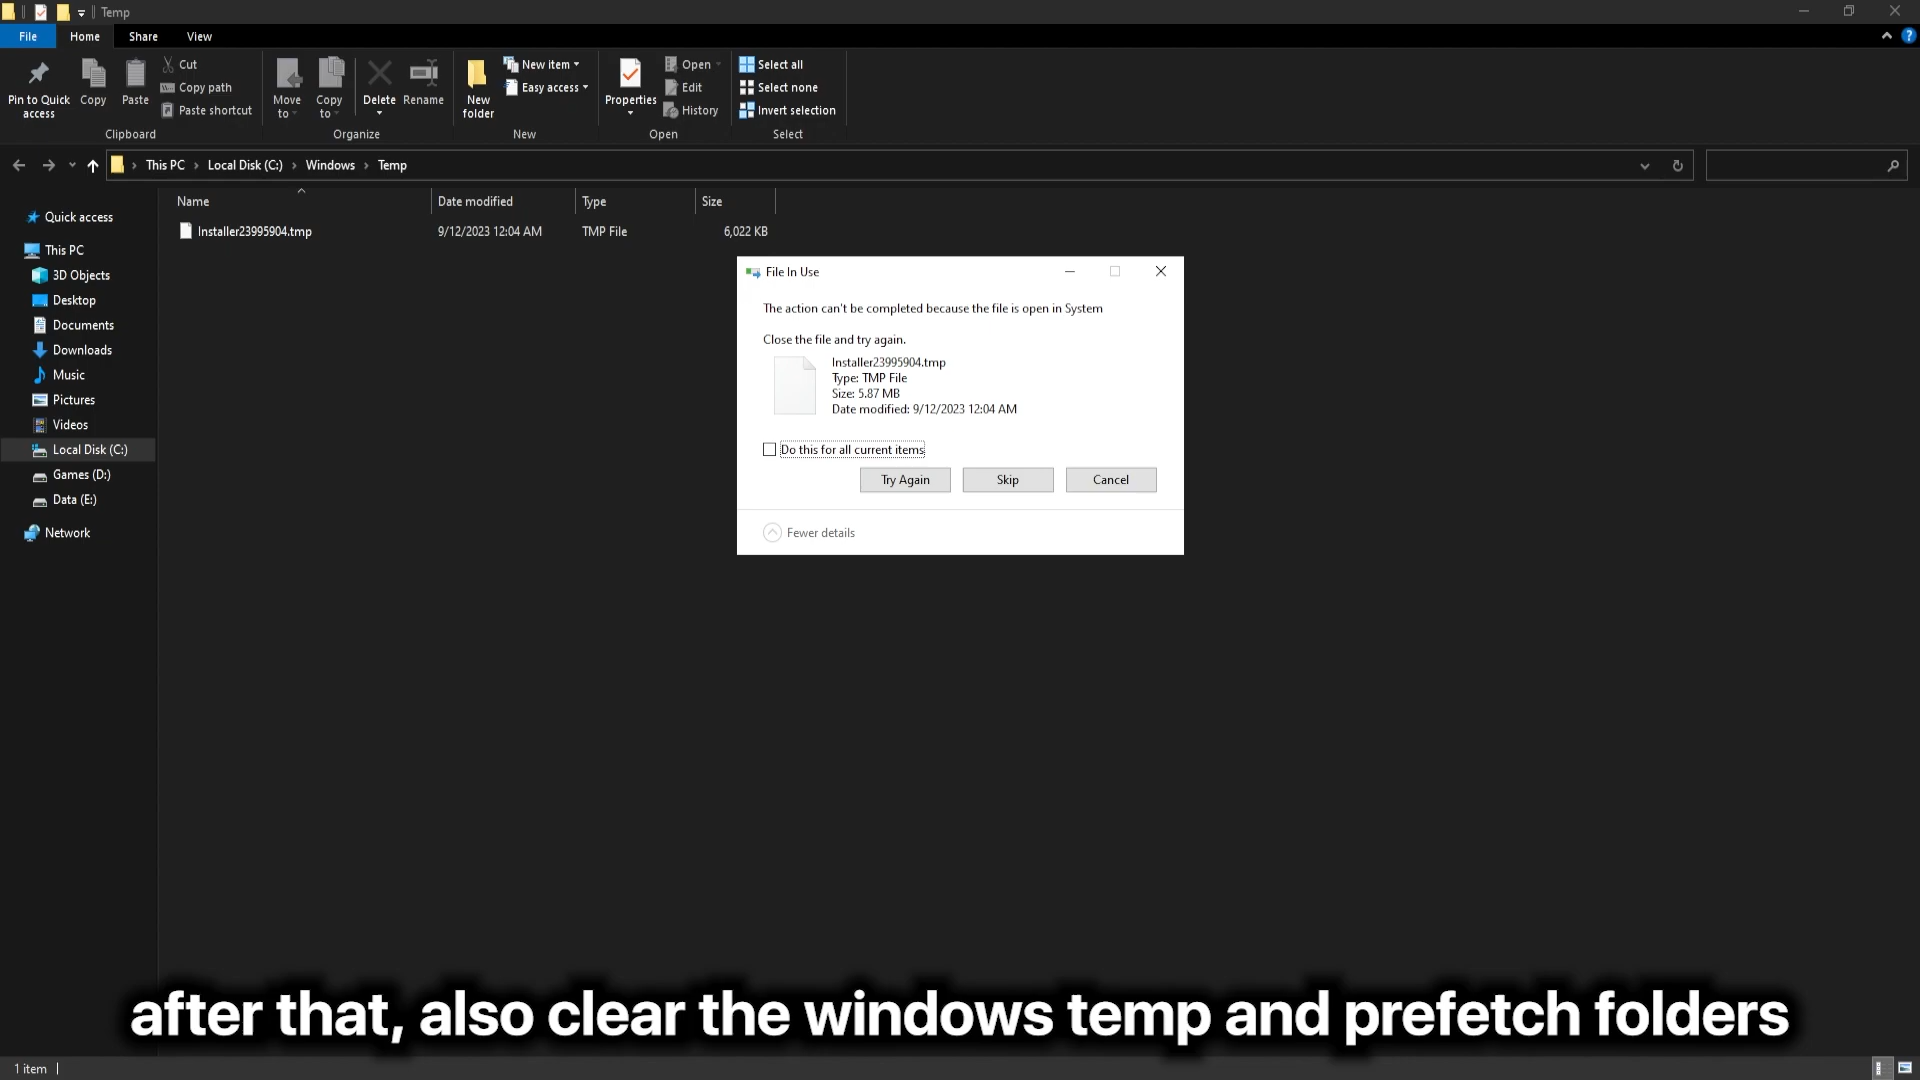 Temp
File Home Share View
Pin to Quick access
Copy
Paste
Cut
Copy path
Paste shortcut
Clipboard
Move to
Copy to
Delete
Rename
Organize
New folder
New item
Easy access
New
Properties
Open
Edit
History
Open
Select all
Select none
Invert selection
Select
This PC › Local Disk (C:) › Windows › Temp
Name Date modified Type Size
Installer23995904.tmp 9/12/2023 12:04 AM TMP File 6,022 KB
Quick access
This PC
3D Objects
Desktop
Documents
Downloads
Music
Pictures
Videos
Local Disk (C:)
Games (D:)
Data (E:)
Network
File In Use
The action can't be completed because the file is open in System
Close the file and try again.
Installer23995904.tmp
Type: TMP File
Size: 5.87 MB
Date modified: 9/12/2023 12:04 AM
Do this for all current items
Try Again Skip Cancel
Fewer details
after that, also clear the windows temp and prefetch folders
1 item